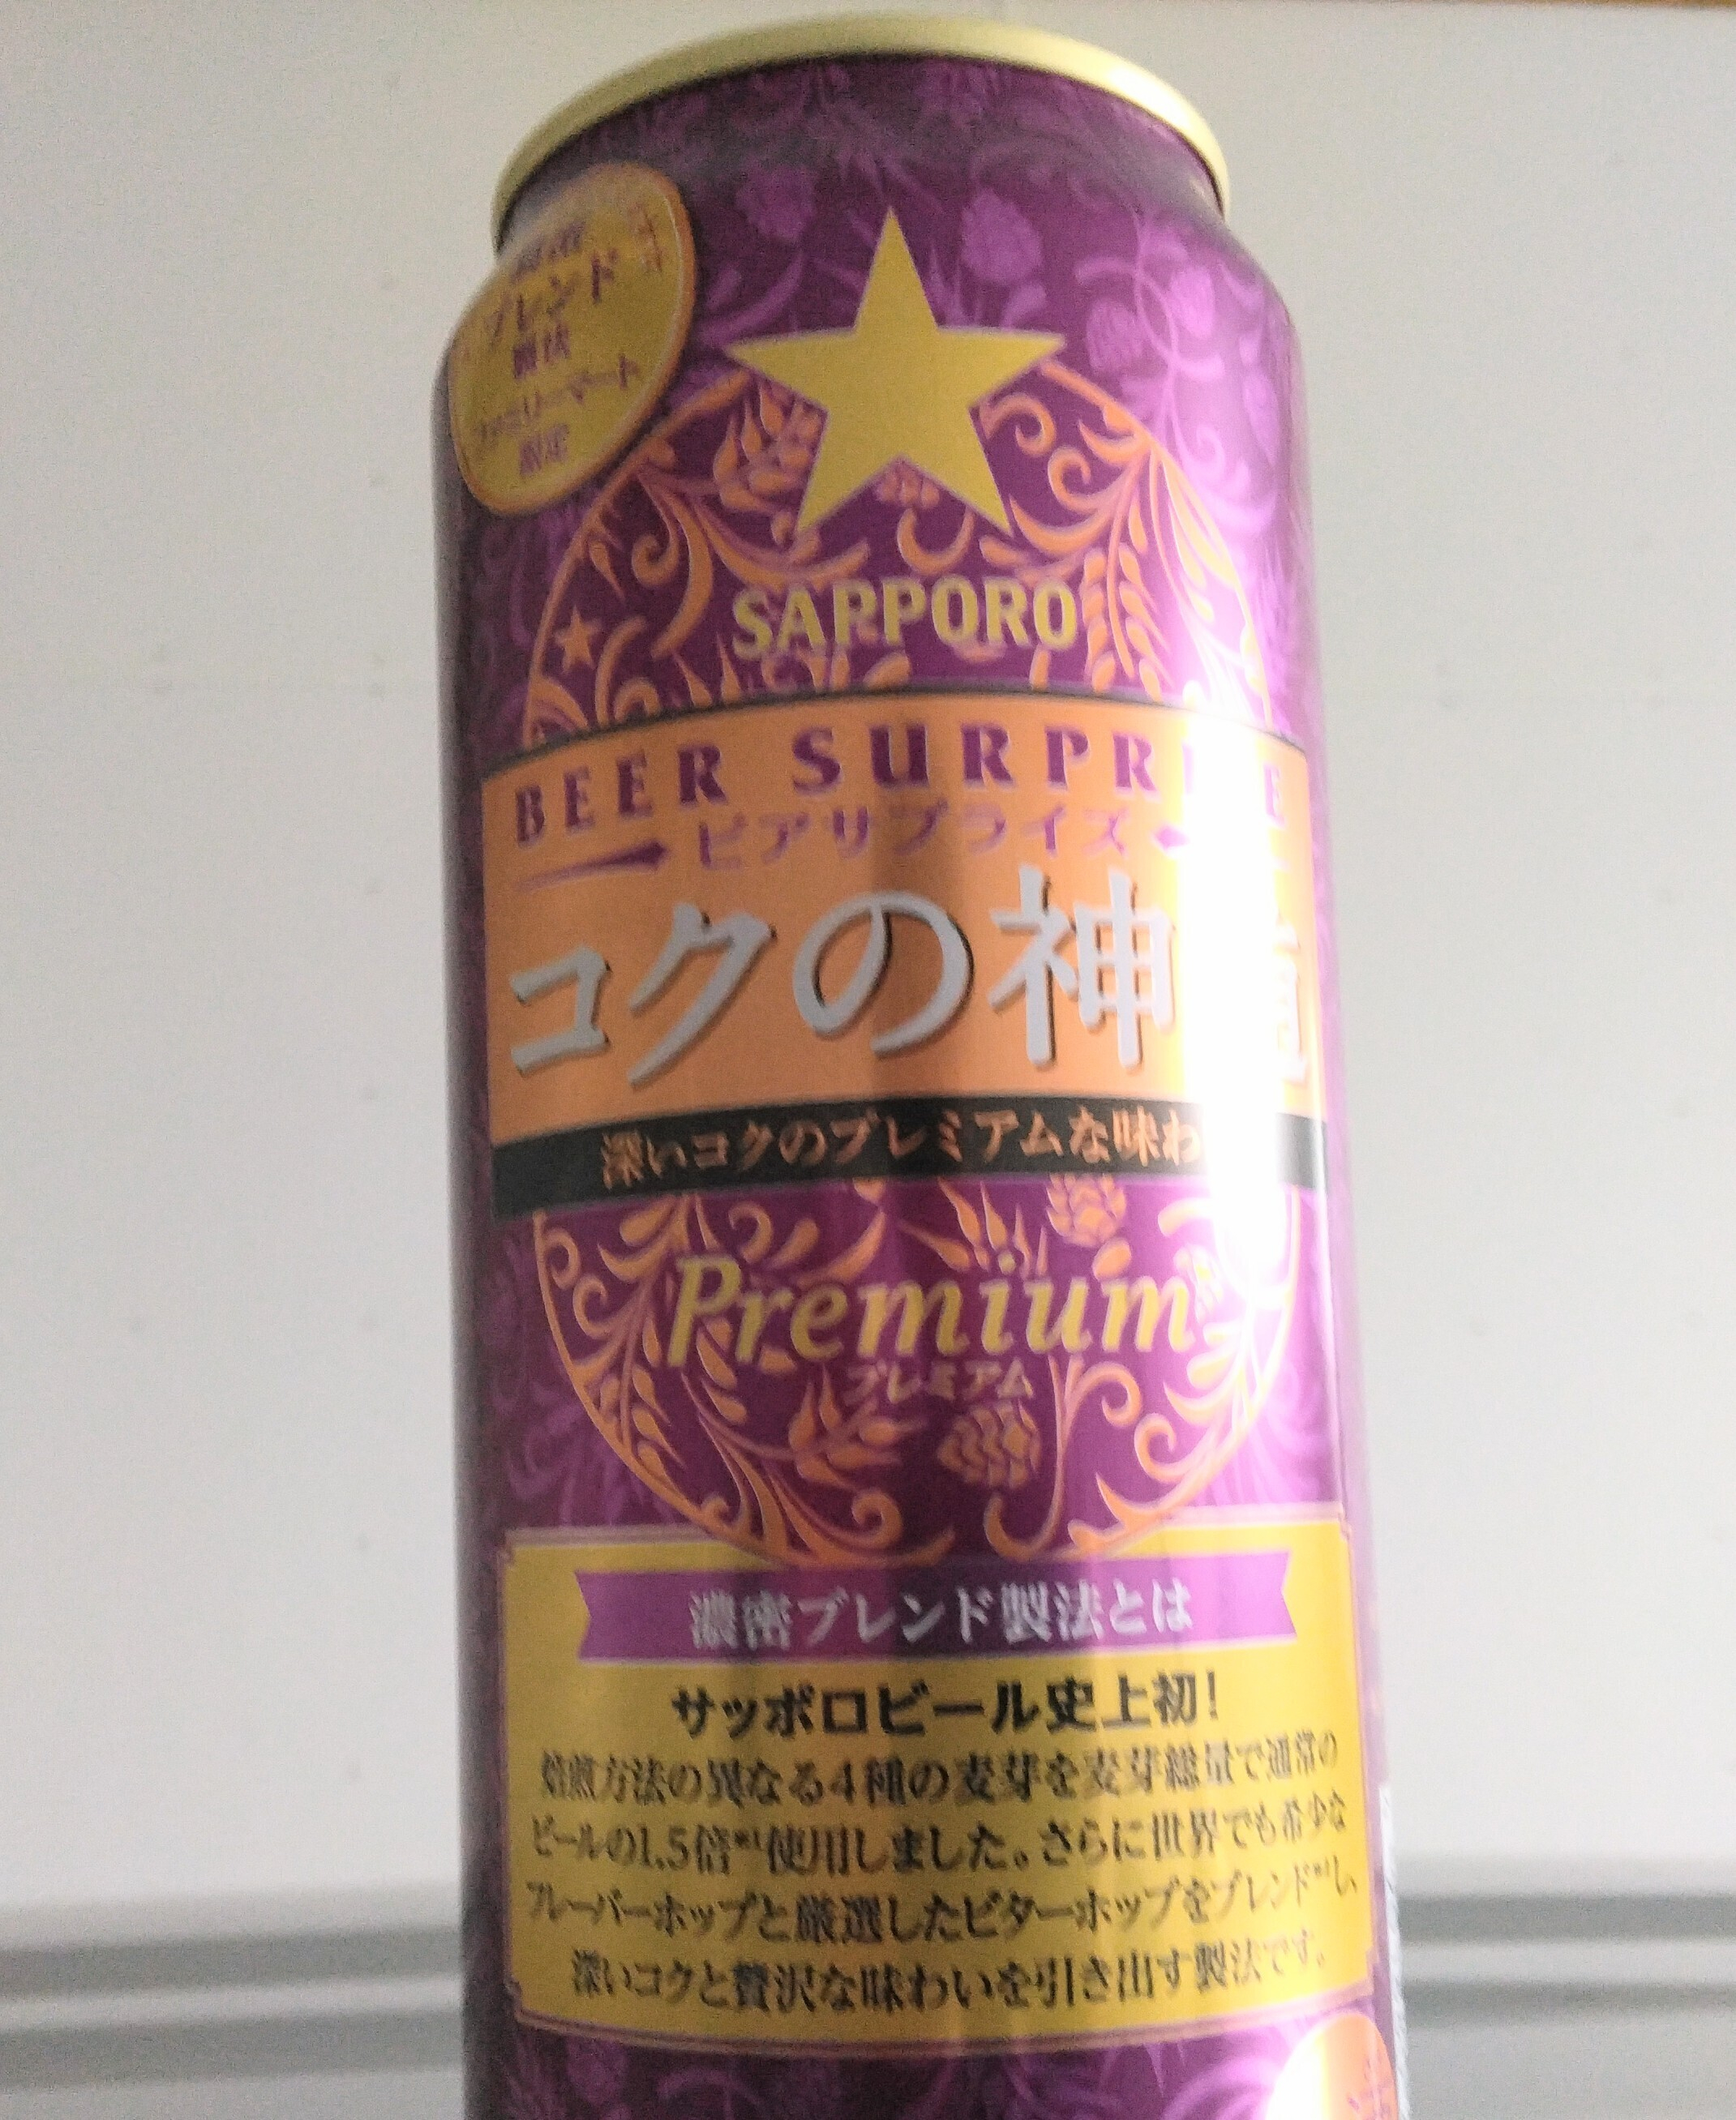 ブレンド
製法
ファミリーマート
限定
SAPPORO
BEER SURPRI E
ビアサプライズ
コクの神
深いコクのプレミアムな味わ
Premium
プレミアム
濃密ブレンド製法とは
サッポロビール史上初!
焙煎方法の異なる4種の麦芽を麦芽総量で通常の
ビールの1.5倍※1使用しました。さらに世界でも希少な
フレーバーホップと厳選したビターホップをブレンド※1し、
深いコクと贅沢な味わいを引き出す製法です。